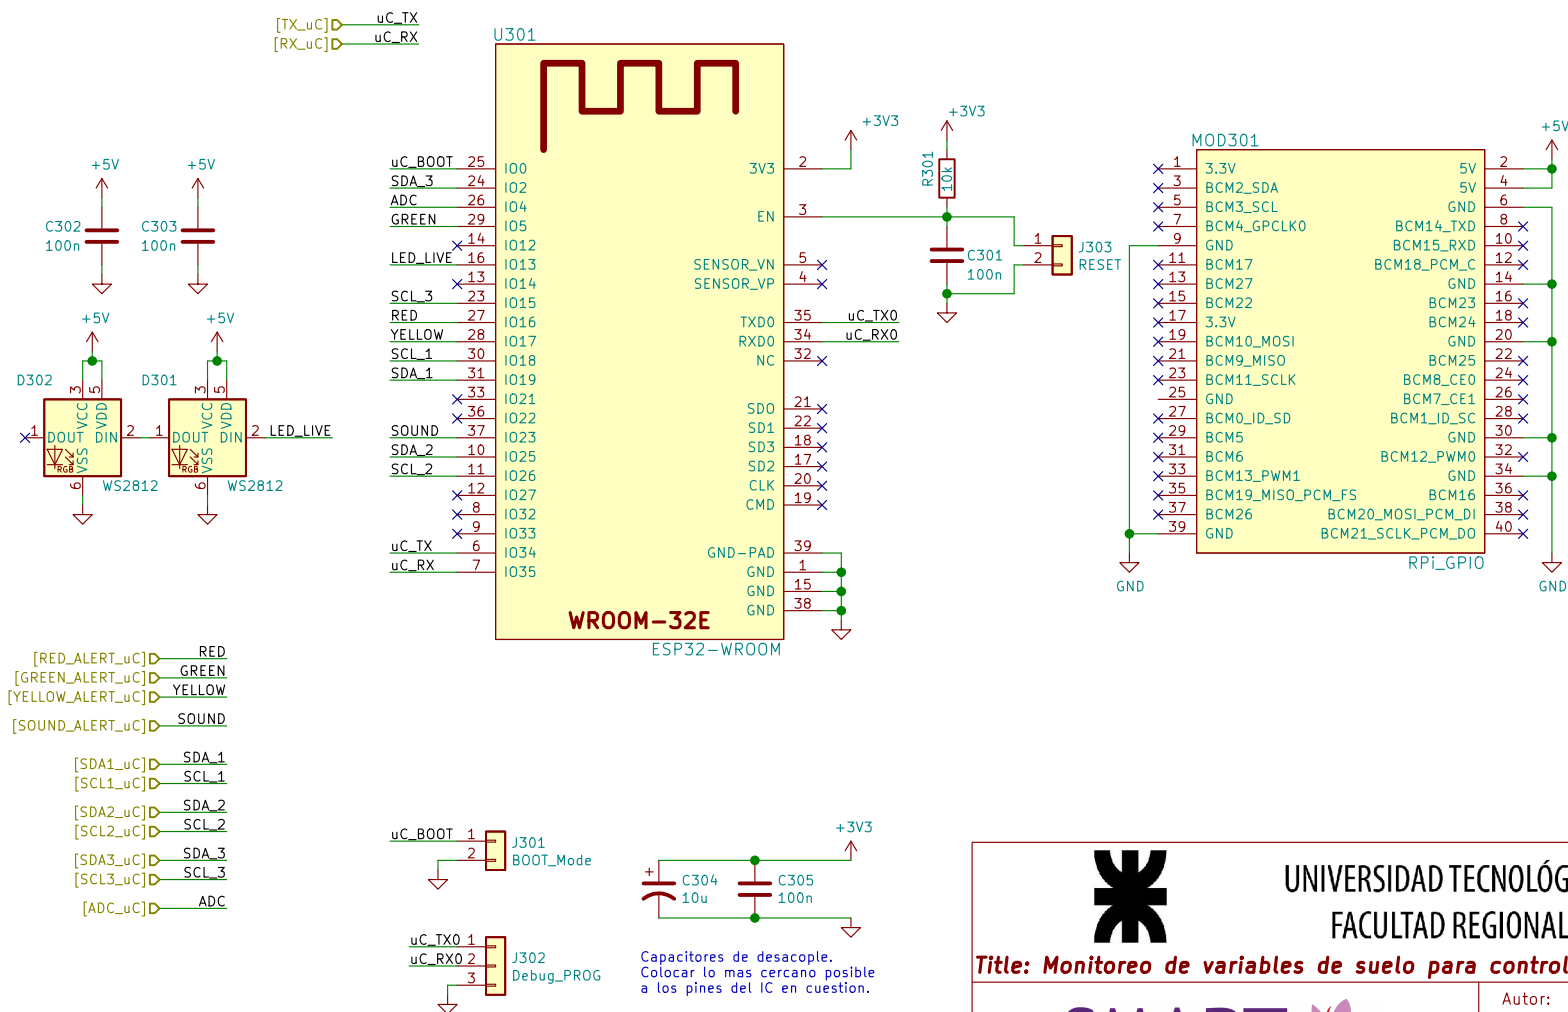 [TX_uC] uC_TX
[RX_uC] uC_RX
+5V +5V
C302 100n
C303 100n
+5V +5V
D302 D301
3 VCC 5 VDD
1 DOUT DIN 2
VSS RGB
6
WS2812
3 VCC 5 VDD
1 DOUT DIN 2 LED_LIVE
VSS RGB
6
WS2812
U301
uC_BOOT 25 IO0
SDA_3 24 IO2
ADC 26 IO4
GREEN 29 IO5
14 IO12
LED_LIVE 16 IO13
13 IO14
SCL_3 23 IO15
RED 27 IO16
YELLOW 28 IO17
SCL_1 30 IO18
SDA_1 31 IO19
33 IO21
36 IO22
SOUND 37 IO23
SDA_2 10 IO25
SCL_2 11 IO26
12 IO27
8 IO32
9 IO33
uC_TX 6 IO34
uC_RX 7 IO35
+3V3
3V3 2
EN 3
SENSOR_VN 5
SENSOR_VP 4
TXD0 35 uC_TX0
RXD0 34 uC_RX0
NC 32
SDO 21
SD1 22
SD3 18
SD2 17
CLK 20
CMD 19
GND-PAD 39
GND 1
GND 15
GND 38
WROOM-32E
ESP32-WROOM
+3V3
R301 10k
C301
100n
1 J303
2 RESET
MOD301
+5V
1 3.3V 5V 2
3 BCM2_SDA 5V 4
5 BCM3_SCL GND 6
7 BCM4_GPCLK0 BCM14_TXD 8
9 GND BCM15_RXD 10
11 BCM17 BCM18_PCM_C 12
13 BCM27 GND 14
15 BCM22 BCM23 16
17 3.3V BCM24 18
19 BCM10_MOSI GND 20
21 BCM9_MISO BCM25 22
23 BCM11_SCLK BCM8_CE0 24
25 GND BCM7_CE1 26
27 BCM0_ID_SD BCM1_ID_SC 28
29 BCM5 GND 30
31 BCM6 BCM12_PWM0 32
33 BCM13_PWM1 GND 34
35 BCM19_MISO_PCM_FS BCM16 36
37 BCM26 BCM20_MOSI_PCM_DI 38
39 GND BCM21_SCLK_PCM_DO 40
RPi_GPIO
GND GND
[RED_ALERT_uC] RED
[GREEN_ALERT_uC] GREEN
[YELLOW_ALERT_uC] YELLOW
[SOUND_ALERT_uC] SOUND
[SDA1_uC] SDA_1
[SCL1_uC] SCL_1
[SDA2_uC] SDA_2
[SCL2_uC] SCL_2
[SDA3_uC] SDA_3
[SCL3_uC] SCL_3
[ADC_uC] ADC
uC_BOOT 1 J301
2 BOOT_Mode
uC_TX0 1
uC_RX0 2 J302
3 Debug_PROG
+3V3
+ C304
10u
C305
100n
Capacitores de desacople.
Colocar lo mas cercano posible
a los pines del IC en cuestion.
UNIVERSIDAD TECNOLÓG
FACULTAD REGIONAL
Title: Monitoreo de variables de suelo para control
Autor: